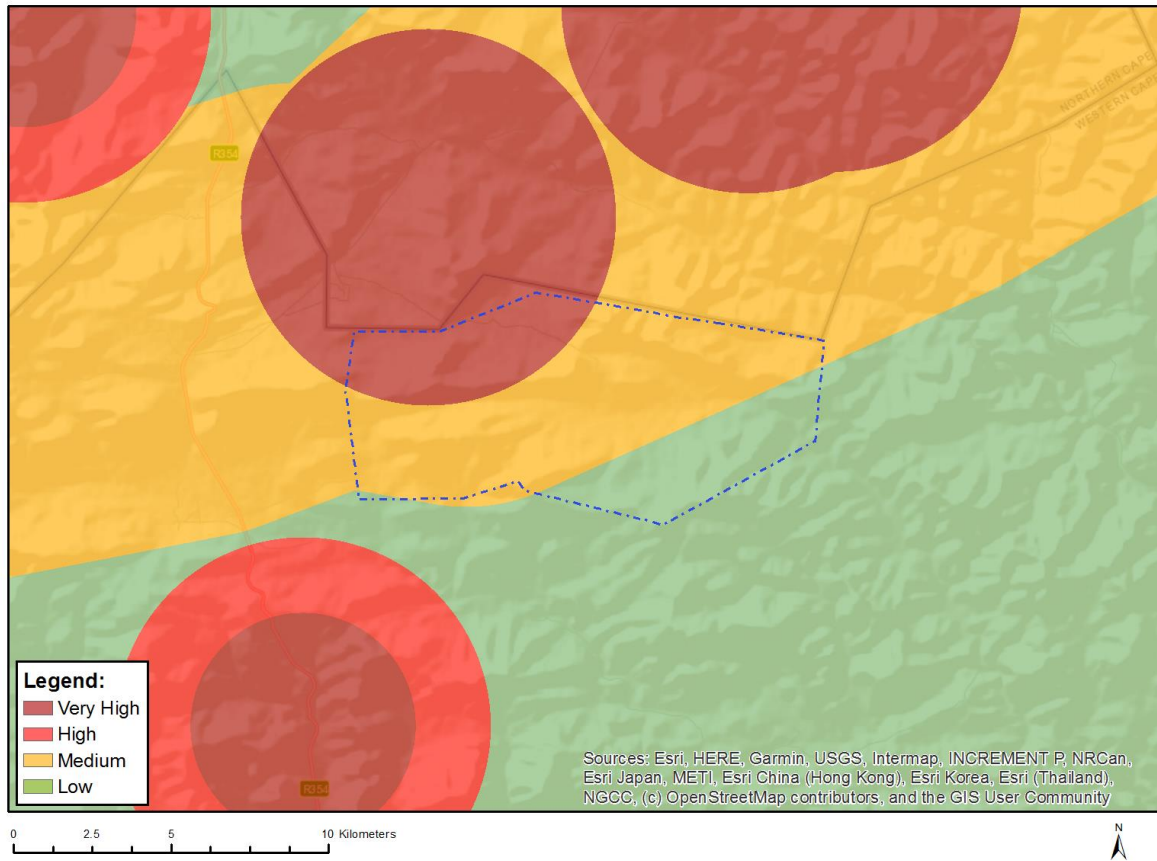 NORTHERN CAPE
WESTERN CAPE
R354
Legend:
Very High
High
Medium
Low
R354
Sources: Esri, HERE, Garmin, USGS, Intermap, INCREMENT P, NRCan,
Esri Japan, METI, Esri China (Hong Kong), Esri Korea, Esri (Thailand),
NGCC, (c) OpenStreetMap contributors, and the GIS User Community
0 2.5 5 10 Kilometers
N